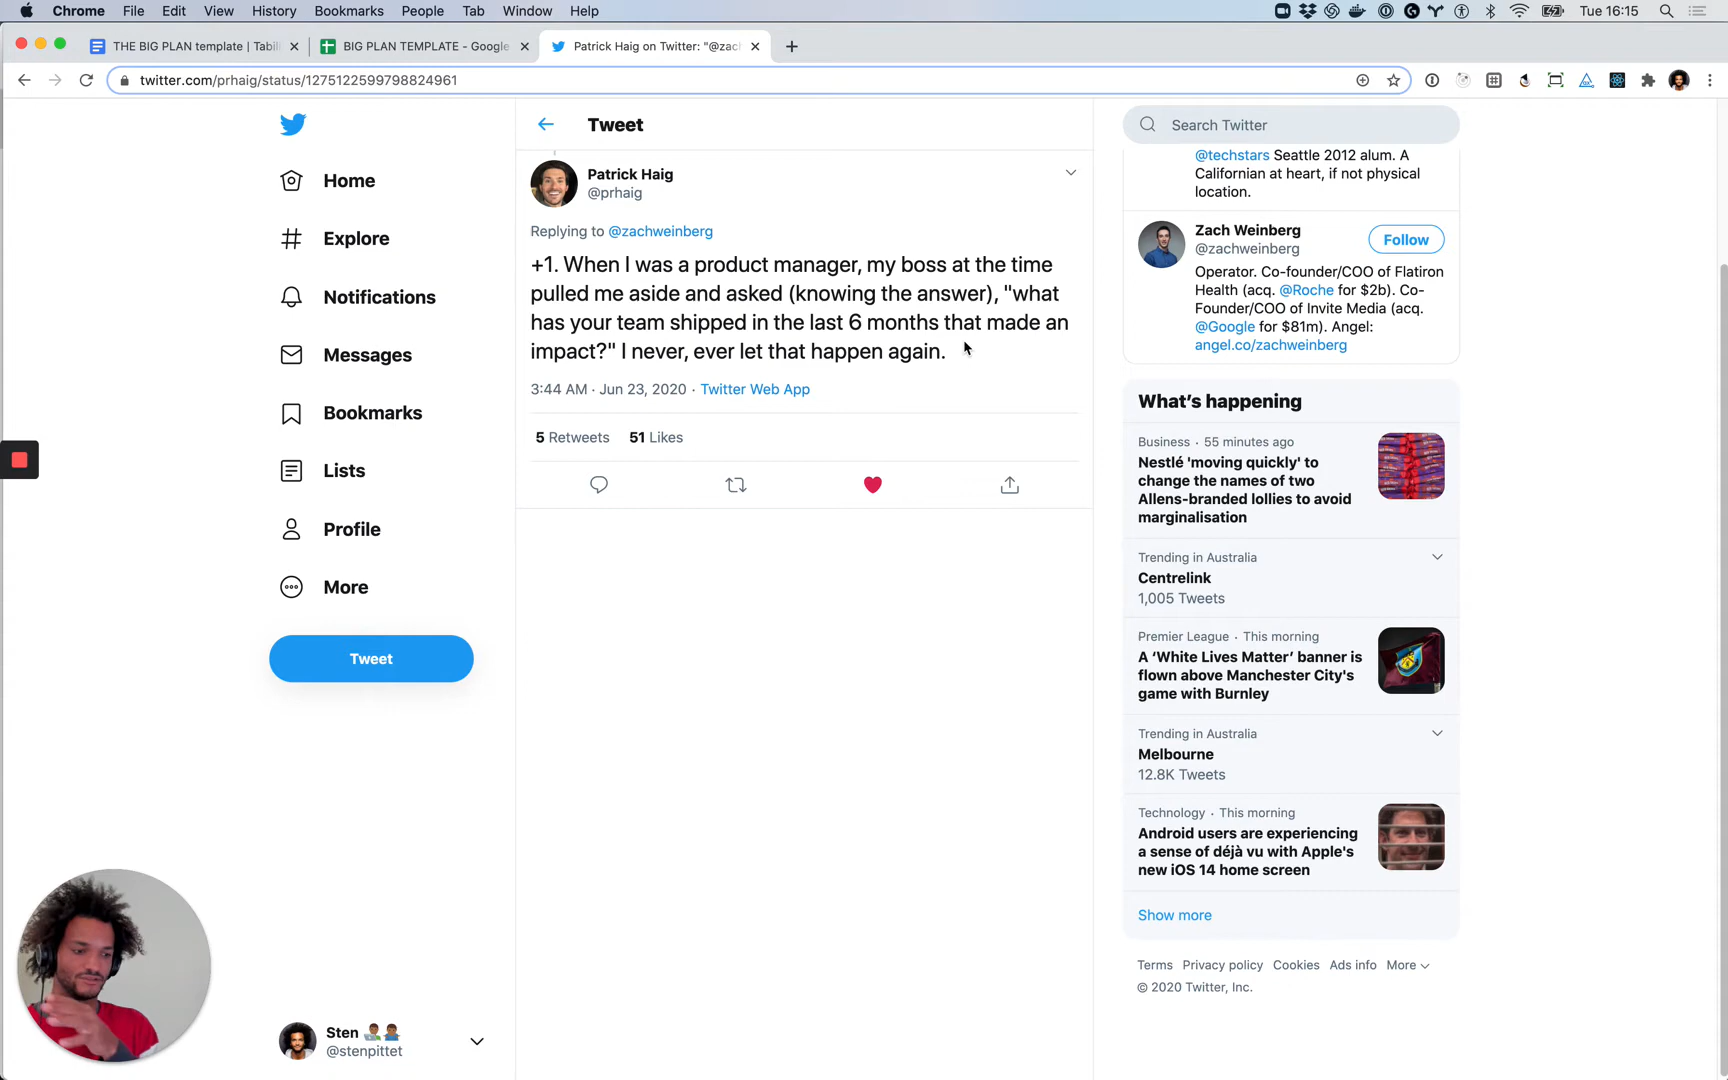 Chrome File Edit View History Bookmarks People Tab Window Help Tue 16:15
THE BIG PLAN template | Tabili
BIG PLAN TEMPLATE - Google
Patrick Haig on Twitter: "@zac
twitter.com/prhaig/status/1275122599798824961
Home
Explore
Notifications
Messages
Bookmarks
Lists
Profile
More
Tweet
Sten
@stenpittet
Tweet
Patrick Haig
@prhaig
Replying to @zachweinberg
+1. When I was a product manager, my boss at the time
pulled me aside and asked (knowing the answer), "what
has your team shipped in the last 6 months that made an
impact?" I never, ever let that happen again.
3:44 AM · Jun 23, 2020 · Twitter Web App
5 Retweets 51 Likes
Search Twitter
@techstars Seattle 2012 alum. A
Californian at heart, if not physical
location.
Zach Weinberg
@zachweinberg
Follow
Operator. Co-founder/COO of Flatiron
Health (acq. @Roche for $2b). Co-
Founder/COO of Invite Media (acq.
@Google for $81m). Angel:
angel.co/zachweinberg
What's happening
Business · 55 minutes ago
Nestlé 'moving quickly' to
change the names of two
Allens-branded lollies to avoid
marginalisation
Trending in Australia
Centrelink
1,005 Tweets
Premier League · This morning
A ‘White Lives Matter’ banner is
flown above Manchester City's
game with Burnley
Trending in Australia
Melbourne
12.8K Tweets
Technology · This morning
Android users are experiencing
a sense of déjà vu with Apple's
new iOS 14 home screen
Show more
Terms Privacy policy Cookies Ads info More
© 2020 Twitter, Inc.